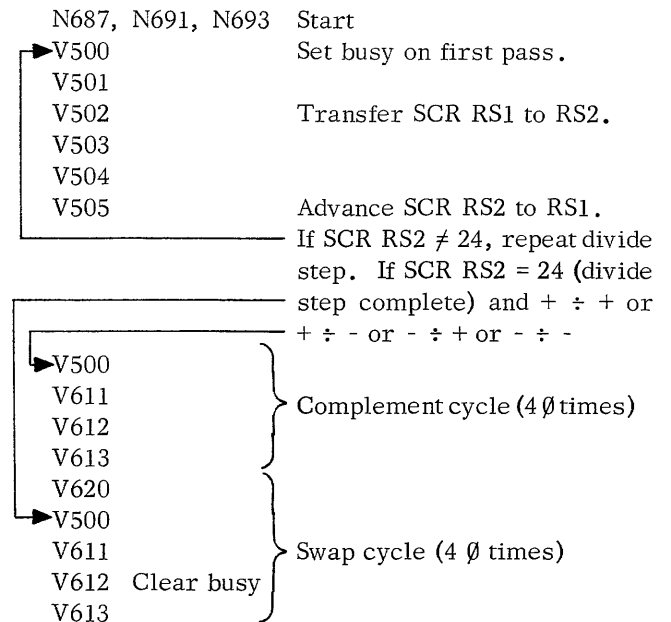 N687, N691, N693 Start
V500 Set busy on first pass.
V501
V502 Transfer SCR RS1 to RS2.
V503
V504
V505 Advance SCR RS2 to RS1.
If SCR RS2 ≠ 24, repeat divide
step. If SCR RS2 = 24 (divide
step complete) and + ÷ + or
+ ÷ - or - ÷ + or - ÷ -
V500
V611
Complement cycle (4 Ø times)
V612
V613
V620
V500
V611 Swap cycle (4 Ø times)
V612 Clear busy
V613